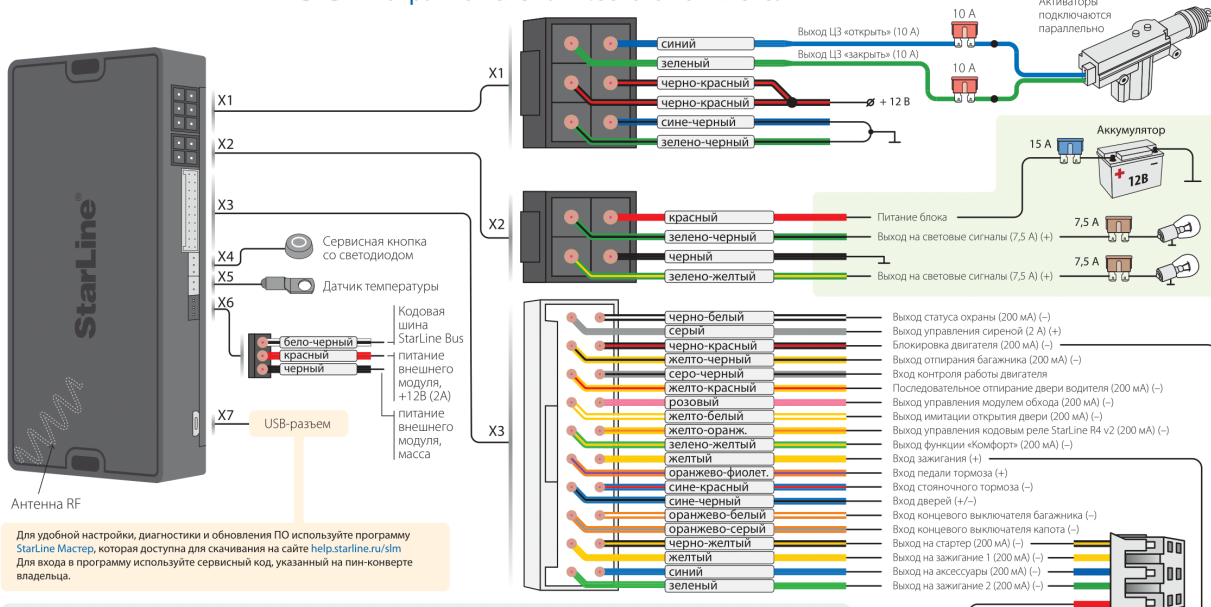 Активаторы
подключаются
параллельно
10 А
10 А
X1
Выход ЦЗ «открыть» (10 А)
синий
Выход ЦЗ «закрыть» (10 А)
зеленый
черно-красный
черно-красный
+ 12 В
сине-черный
зелено-черный
StarLine®
X1
X2
X3
X4
X5
X6
X7
Сервисная кнопка
со светодиодом
Датчик температуры
бело-черный
красный
черный
Кодовая
шина
StarLine Bus
питание
внешнего
модуля,
+12В (2А)
питание
внешнего
модуля,
масса
USB-разъем
Антенна RF
Для удобной настройки, диагностики и обновления ПО используйте программу
StarLine Мастер, которая доступна для скачивания на сайте help.starline.ru/slm
Для входа в программу используйте сервисный код, указанный на пин-конверте
владельца.
X2
красный
Питание блока
зелено-черный
Выход на световые сигналы (7,5 А) (+)
черный
зелено-желтый
Выход на световые сигналы (7,5 А) (+)
Аккумулятор
15 А
12В
7,5 А
7,5 А
X3
черно-белый
Выход статуса охраны (200 мА) (–)
серый
Выход управления сиреной (2 А) (+)
черно-красный
Блокировка двигателя (200 мА) (–)
желто-черный
Выход отпирания багажника (200 мА) (–)
серо-черный
Вход контроля работы двигателя
желто-красный
Последовательное отпирание двери водителя (200 мА) (–)
розовый
Выход управления модулем обхода (200 мА) (–)
желто-белый
Выход имитации открытия двери (200 мА) (–)
желто-оранж.
Выход управления кодовым реле StarLine R4 v2 (200 мА) (–)
зелено-желтый
Выход функции «Комфорт» (200 мА) (–)
желтый
Вход зажигания (+)
оранжево-фиолет.
Вход педали тормоза (+)
сине-красный
Вход стояночного тормоза (–)
сине-черный
Вход дверей (+/–)
оранжево-белый
Вход концевого выключателя багажника (–)
оранжево-серый
Вход концевого выключателя капота (–)
черно-желтый
Выход на стартер (200 мА) (–)
желтый
Выход на зажигание 1 (200 мА) (–)
синий
Выход на аксессуары (200 мА) (–)
зеленый
Выход на зажигание 2 (200 мА) (–)